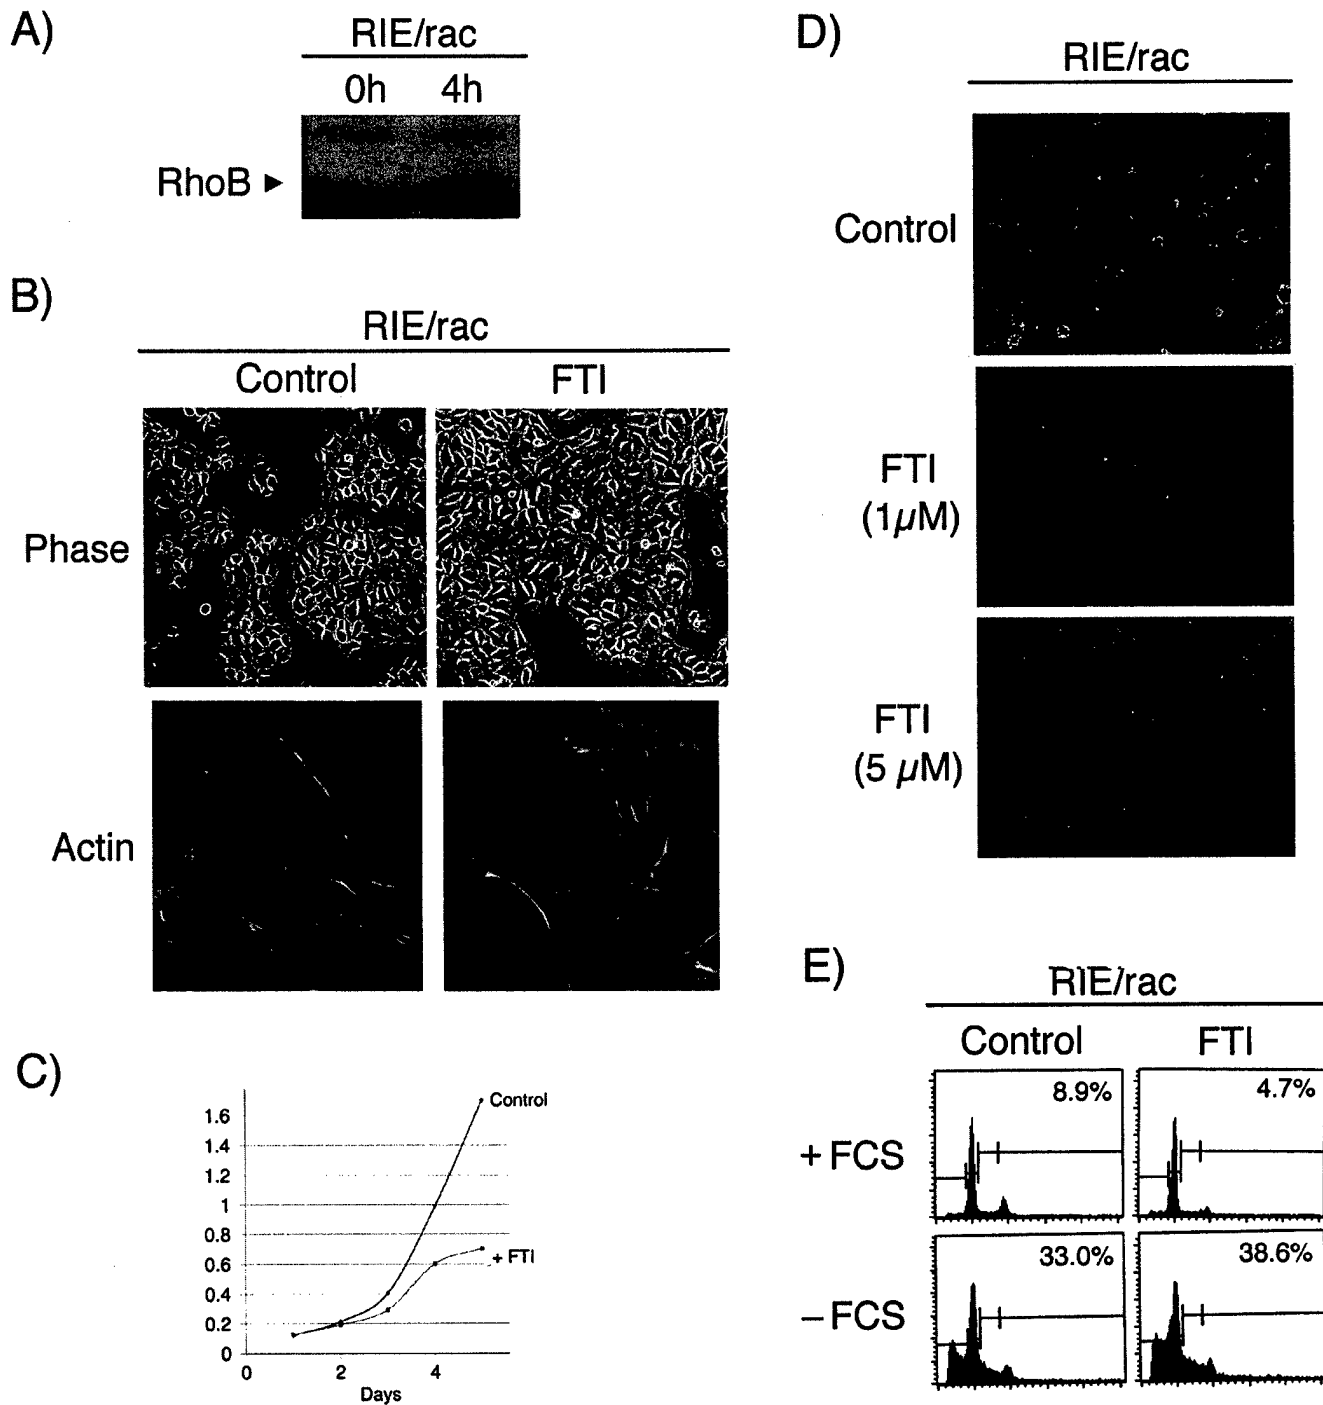 A)
RIE/rac
0h 4h
RhoB ►
B)
RIE/rac
Control FTI
Phase
Actin
C)
1.6
1.4
1.2
1
0.8
0.6
0.4
0.2
0
0 2 4
Days
Control
+ FTI
D)
RIE/rac
Control
FTI
(1µM)
FTI
(5 µM)
E)
RIE/rac
Control FTI
+ FCS
8.9% 4.7%
– FCS
33.0% 38.6%